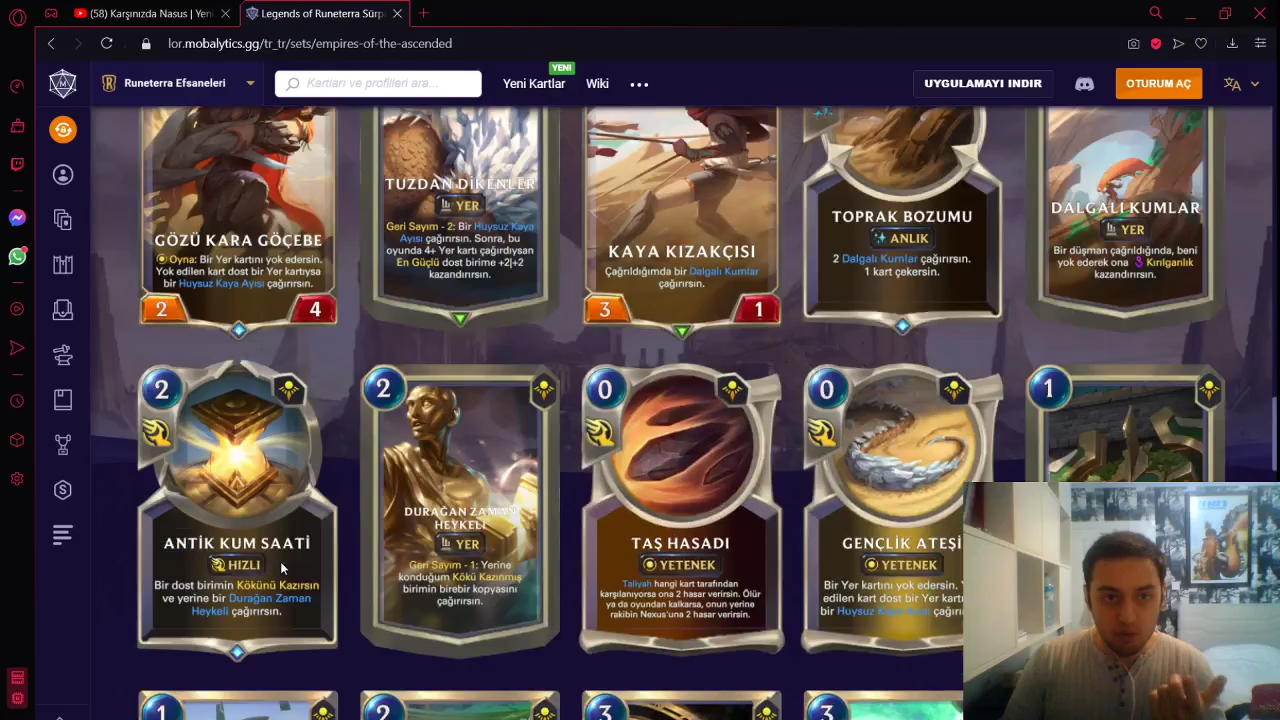 (58) Karşınızda Nasus | Yeni
Legends of Runeterra Sürp
lor.mobalytics.gg/tr_tr/sets/empires-of-the-ascended
Runeterra Efsaneleri
Kartları ve profilleri ara...
YENİ
Yeni Kartlar
Wiki
UYGULAMAYI INDIR
OTURUM AÇ
GÖZÜ KARA GÖÇEBE
Oyna: Bir Yer kartını yok edersin.
Yok edilen kart dost bir Yer kartıysa
bir Huysuz Kaya Ayısı çağırırsın.
2
4
TUZDAN DİKENLER
YER
Geri Sayım - 2: Bir Huysuz Kaya
Ayısı çağırırsın. Sonra, bu
oyunda 4+ Yer kartı çağırdıysan
En Güçlü dost birime +2|+2
kazandırırsın.
KAYA KIZAKÇISI
Çağrıldığımda bir Dalgalı Kumlar
çağırırsın.
3
1
TOPRAK BOZUMU
ANLIK
2 Dalgalı Kumlar çağırırsın.
1 kart çekersin.
DALGALI KUMLAR
YER
Bir düşman çağrıldığında, beni
yok ederek ona Kırılganlık
kazandırırsın.
2
ANTİK KUM SAATİ
HIZLI
Bir dost birimin Kökünü Kazırsın
ve yerine bir Durağan Zaman
Heykeli çağırırsın.
2
DURAĞAN ZAMAN
HEYKELİ
YER
Geri Sayım - 1: Yerine
konduğum Kökü Kazınmış
birimin birebir kopyasını
çağırırsın.
0
TAŞ HASADI
YETENEK
Taliyah hangi kart tarafından
karşılanıyorsa ona 2 hasar verirsin. Ölür
ya da oyundan kalkarsa, onun yerine
rakibin Nexus'una 2 hasar verirsin.
0
GENÇLİK ATEŞİ
YETENEK
Bir Yer kartını yok edersin.
edilen kart dost bir Yer
bir Huysuz
1
1
2
3
3